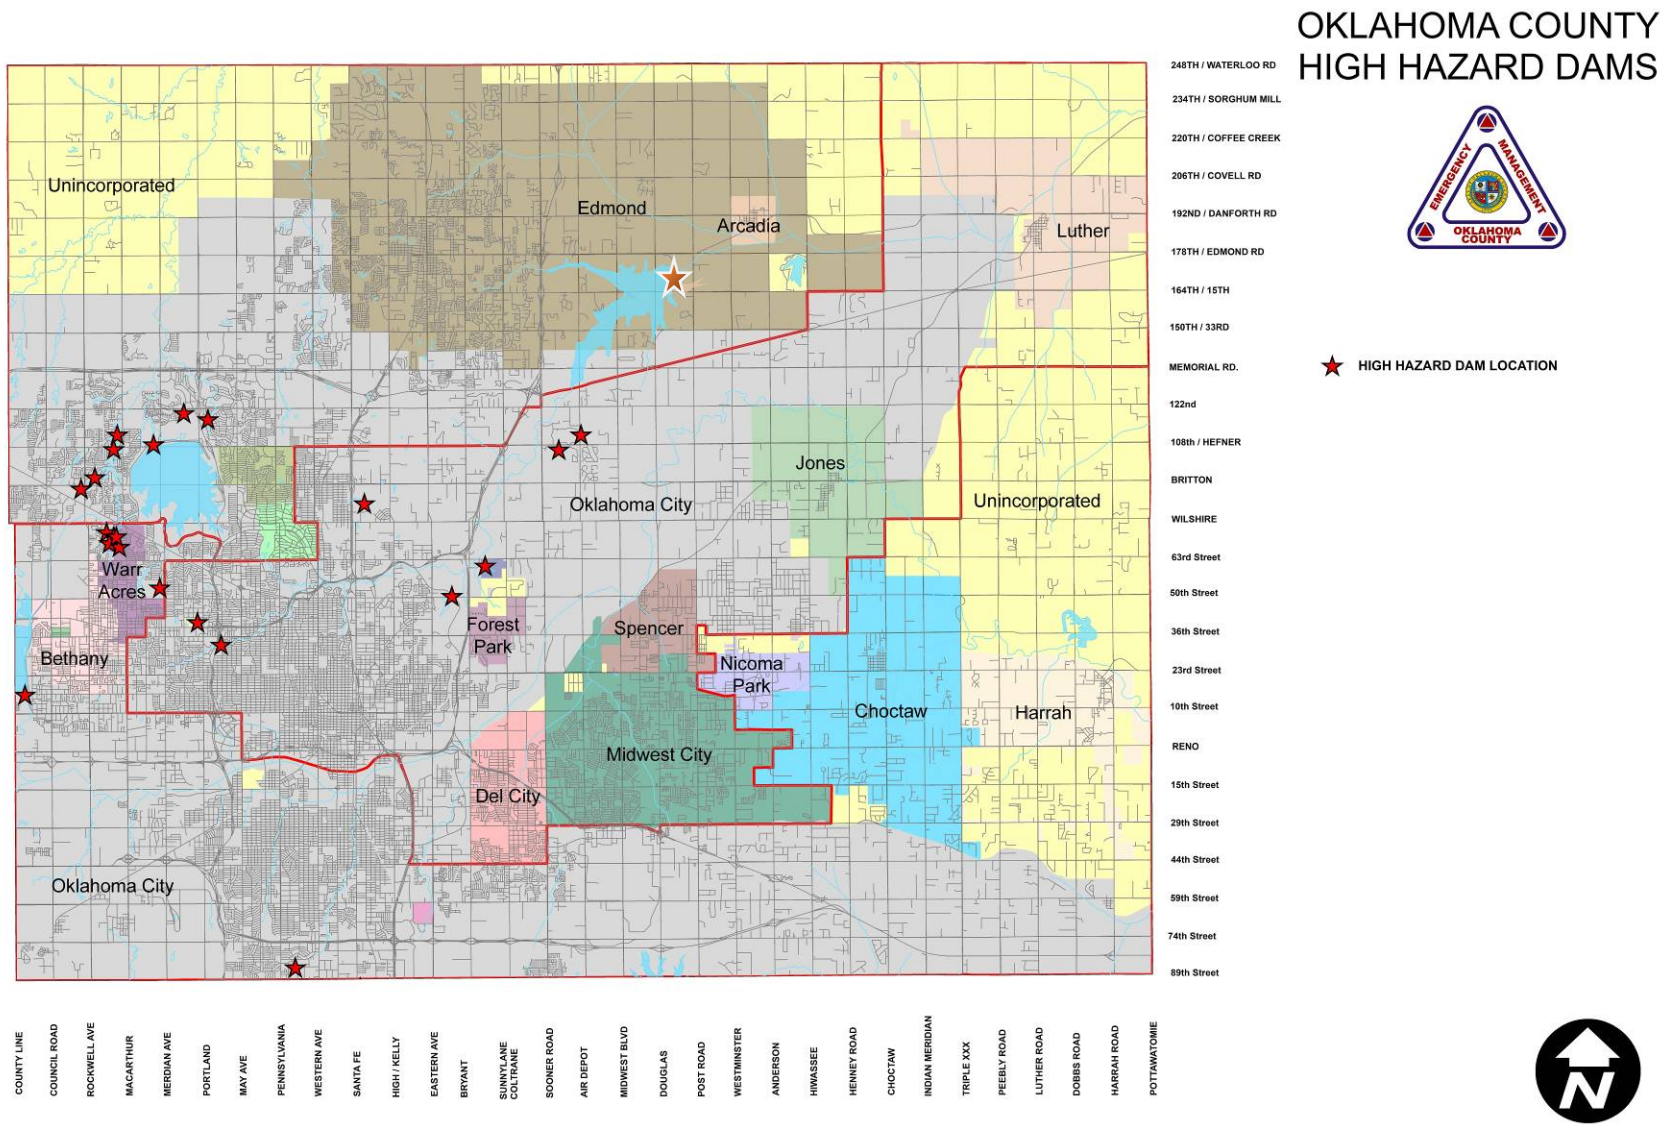 OKLAHOMA COUNTY
HIGH HAZARD DAMS
248TH / WATERLOO RD
234TH / SORGHUM MILL
220TH / COFFEE CREEK
206TH / COVELL RD
192ND / DANFORTH RD
178TH / EDMOND RD
164TH / 15TH
150TH / 33RD
MEMORIAL RD.
122nd
108th / HEFNER
BRITTON
WILSHIRE
63rd Street
50th Street
36th Street
23rd Street
10th Street
RENO
15th Street
29th Street
44th Street
59th Street
74th Street
89th Street
EMERGENCY
MANAGEMENT
OKLAHOMA
COUNTY
HIGH HAZARD DAM LOCATION
Unincorporated
Edmond
Arcadia
Luther
Jones
Oklahoma City
Unincorporated
Warr
Acres
Forest
Park
Spencer
Bethany
Nicoma
Park
Choctaw
Harrah
Midwest City
Del City
Oklahoma City
COUNTY LINE
COUNCIL ROAD
ROCKWELL AVE
MACARTHUR
MERDIAN AVE
PORTLAND
MAY AVE
PENNSYLVANIA
WESTERN AVE
SANTA FE
HIGH / KELLY
EASTERN AVE
BRYANT
SUNNYLANE
COLTRANE
SOONER ROAD
AIR DEPOT
MIDWEST BLVD
DOUGLAS
POST ROAD
WESTMINSTER
ANDERSON
HIWASSEE
HENNEY ROAD
CHOCTAW
INDIAN MERIDIAN
TRIPLE XXX
PEEBLY ROAD
LUTHER ROAD
DOBBS ROAD
HARRAH ROAD
POTTAWATOMIE
N